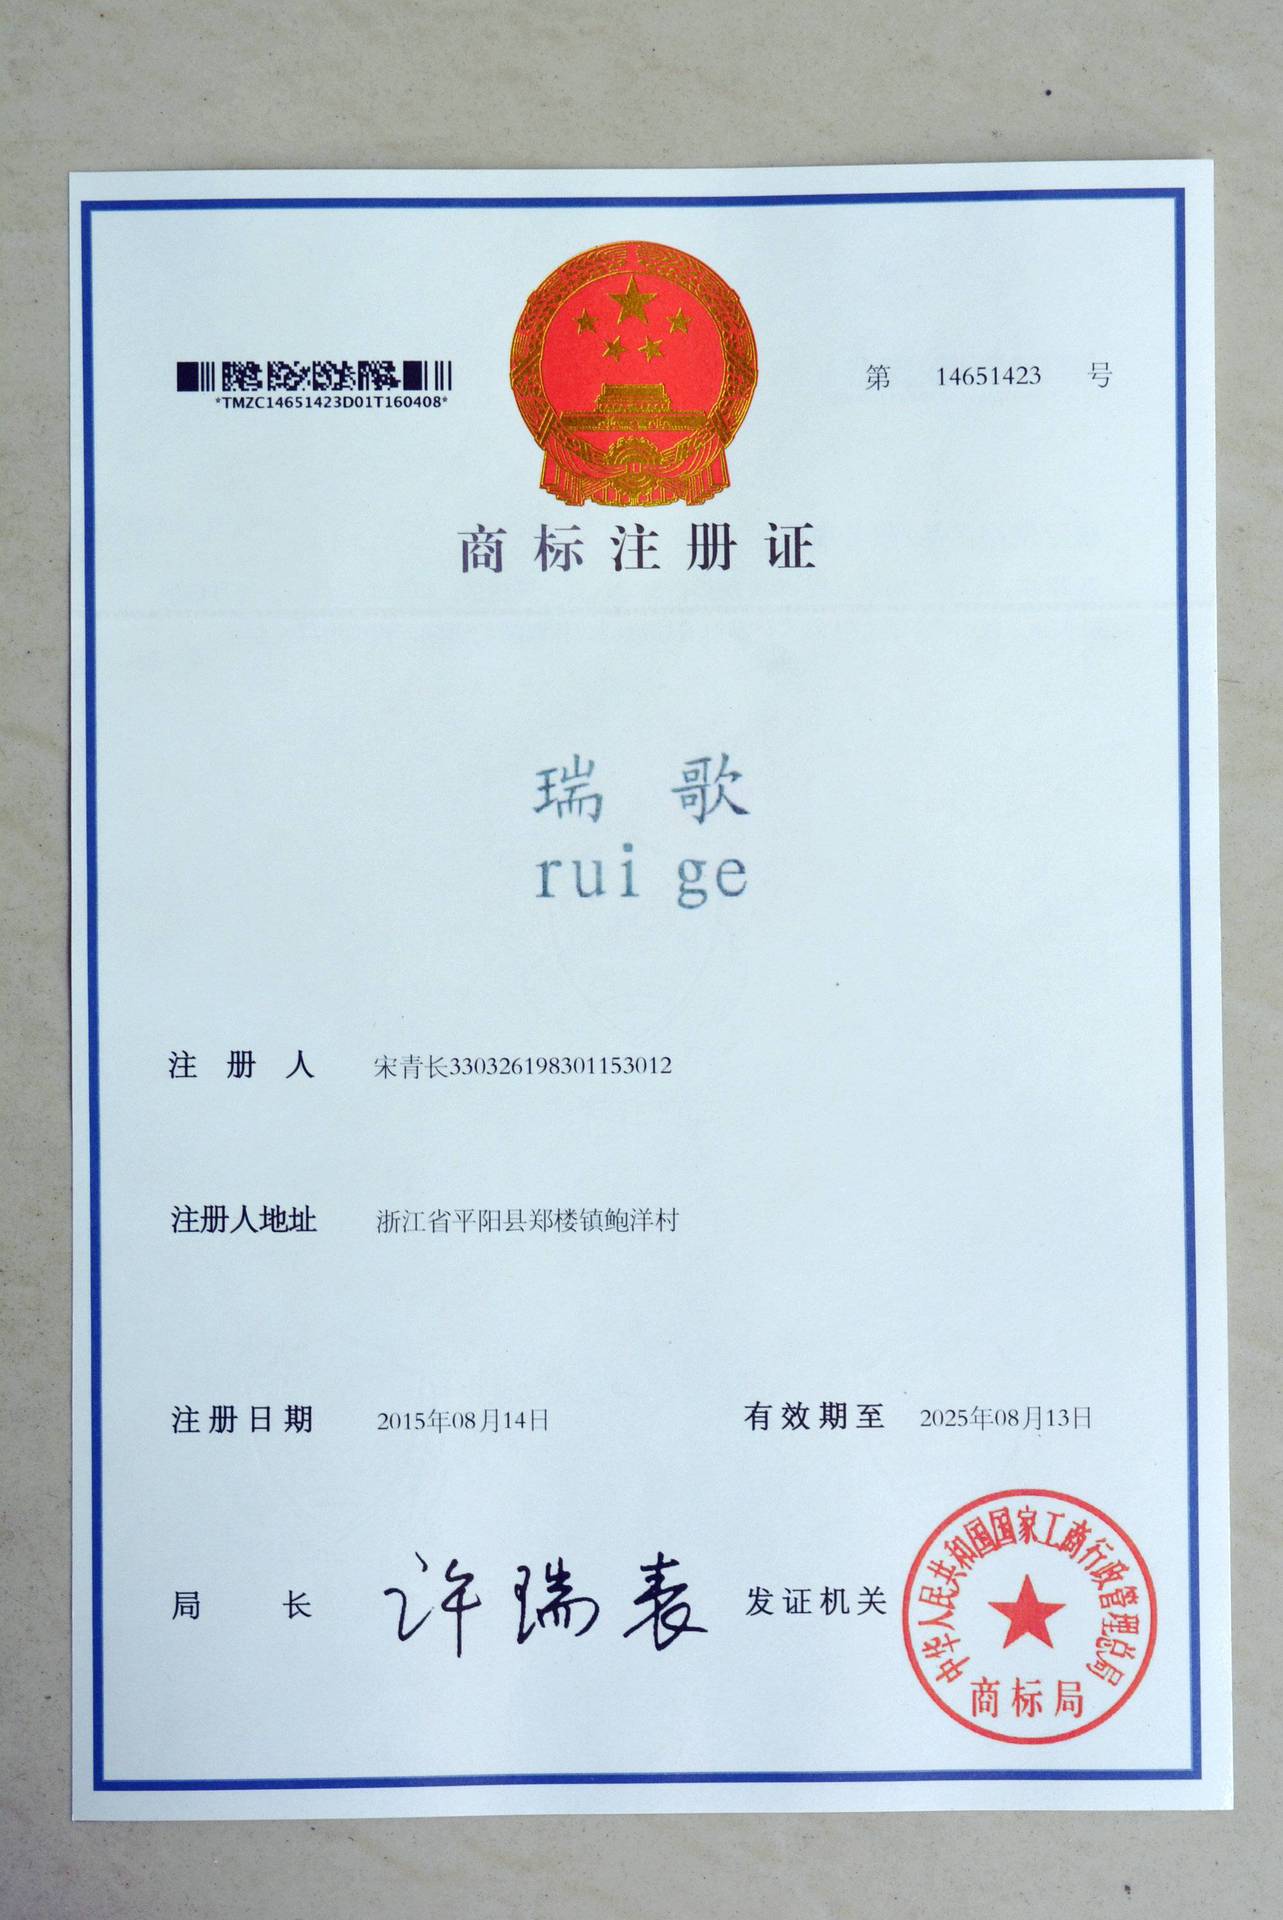 *TMZC14651423D01T160408*
第 14651423 号
商标注册证
瑞 歌
rui ge
注册人 宋青长330326198301153012
注册人地址 浙江省平阳县郑楼镇鲍洋村
注册日期 2015年08月14日 有效期至 2025年08月13日
局长 许瑞表 发证机关
中华人民共和国国家工商行政管理总局
商标局